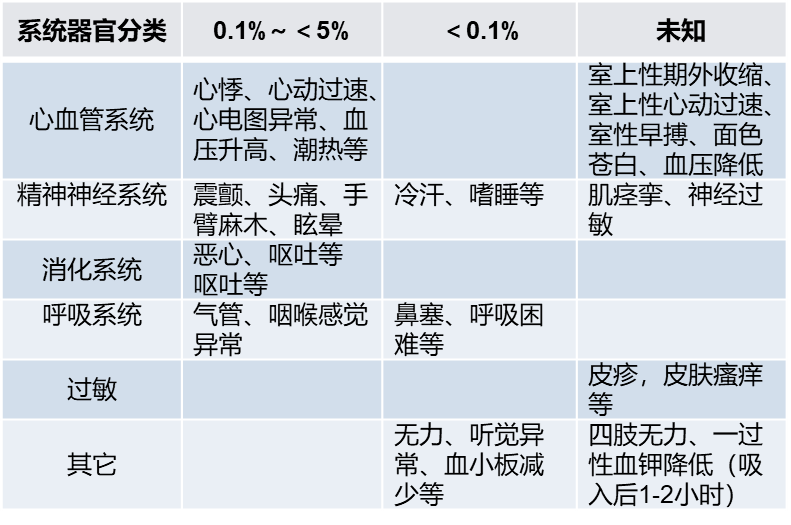 系统器官分类 0.1%～＜5% ＜0.1% 未知
心血管系统
心悸、心动过速、
心电图异常、血
压升高、潮热等
室上性期外收缩、
室上性心动过速、
室性早搏、面色
苍白、血压降低
精神神经系统
震颤、头痛、手
臂麻木、眩晕
冷汗、嗜睡等
肌痉挛、神经过
敏
消化系统
恶心、呕吐等
呕吐等
呼吸系统
气管、咽喉感觉
异常
鼻塞、呼吸困
难等
过敏
皮疹，皮肤瘙痒
等
其它
无力、听觉异
常、血小板减
少等
四肢无力、一过
性血钾降低（吸
入后1-2小时）